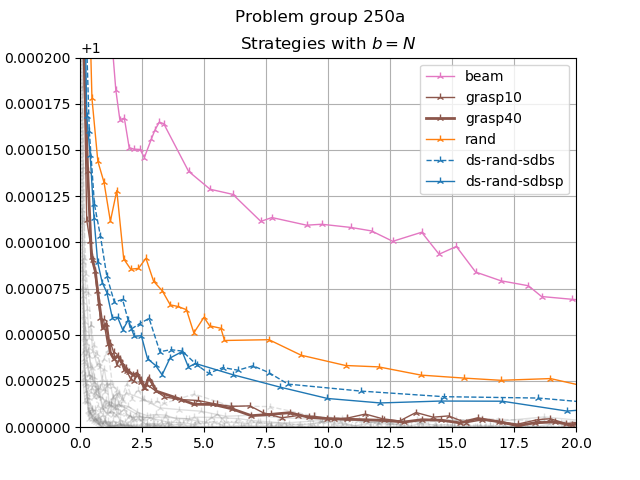 Problem group 250a
Strategies with b = N
+1
0.000200
0.000175
0.000150
0.000125
0.000100
0.000075
0.000050
0.000025
0.000000
0.0 2.5 5.0 7.5 10.0 12.5 15.0 17.5 20.0
beam
grasp10
grasp40
rand
ds-rand-sdbs
ds-rand-sdbsp